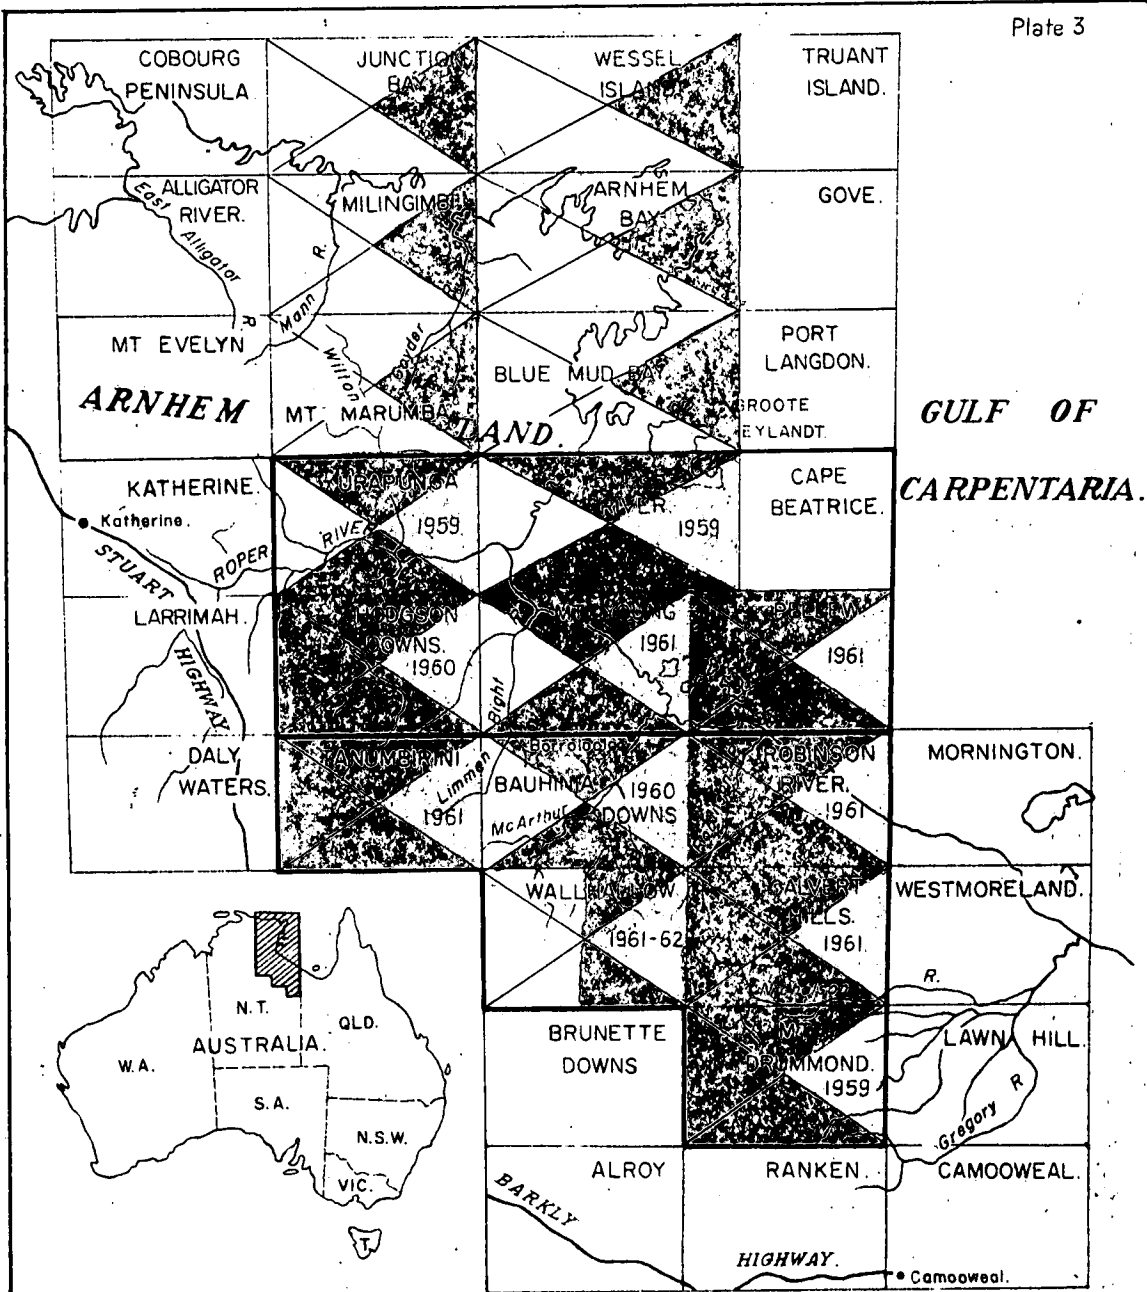 Plate 3
COBOURG
PENINSULA
JUNCTION
BAY
WESSEL
ISLAND.
TRUANT
ISLAND.
East Alligator R
ALLIGATOR
RIVER.
MILINGIMBI
ARNHEM
BAY
GOVE.
Mann R.
MT EVELYN
Wilton
Goyder
BLUE MUD BAY
PORT
LANGDON.
ARNHEM LAND.
MT. MARUMBA
GROOTE
EYLANDT.
GULF OF
CARPENTARIA.
KATHERINE.
Katherine.
URAPUNGA
1959
RIVER.
1959
CAPE
BEATRICE.
ROPER RIVER
STUART HIGHWAY
LARRIMAH.
HODGSON
DOWNS.
1960
YOUNG
1961
PELLEW
1961
DALY
WATERS.
TANUMBIRINI
1961
Limmen Bight
Borroloola
BAUHINIA
DOWNS
1960
McArthur
ROBINSON
RIVER.
1961
MORNINGTON.
WALLHALLOW.
1961-62
CALVERT
HILLS.
1961.
WESTMORELAND.
R.
BRUNETTE
DOWNS
MT
DRUMMOND.
1959
LAWN HILL.
Gregory R
ALROY
RANKEN.
CAMOOWEAL.
BARKLY HIGHWAY.
Camooweal.
N.T.
QLD.
W.A.
AUSTRALIA.
S.A.
N.S.W.
VIC.
T.